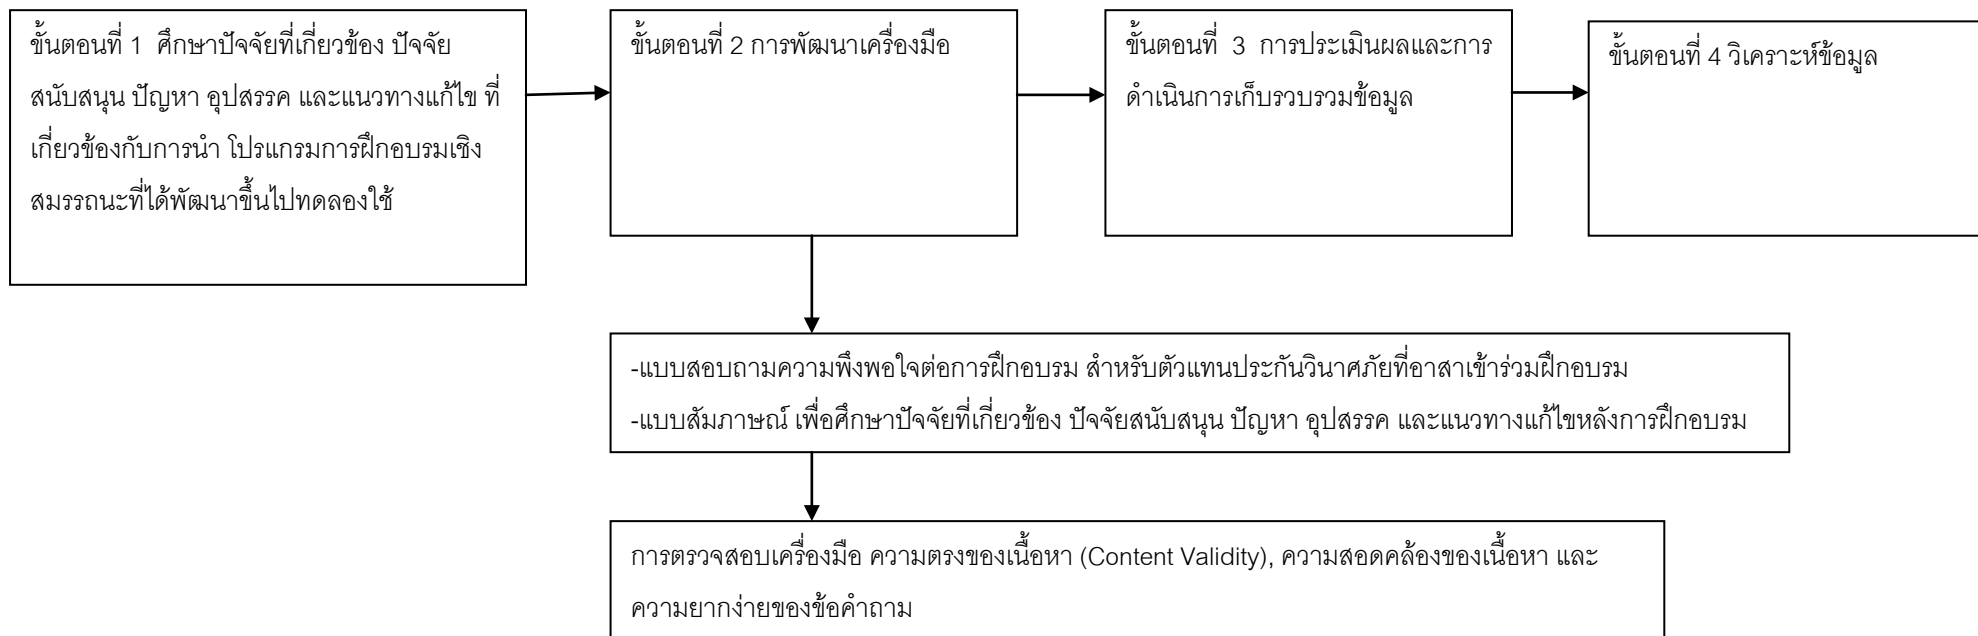 ขั้นตอนที่ 1  ศึกษาปัจจัยที่เกี่ยวข้อง ปัจจัย
สนับสนุน ปัญหา อุปสรรค และแนวทางแก้ไข ที่
เกี่ยวข้องกับการนำ โปรแกรมการฝึกอบรมเชิง
สมรรถนะที่ได้พัฒนาขึ้นไปทดลองใช้
ขั้นตอนที่ 2 การพัฒนาเครื่องมือ
ขั้นตอนที่  3  การประเมินผลและการ
ดำเนินการเก็บรวบรวมข้อมูล
ขั้นตอนที่ 4 วิเคราะห์ข้อมูล
-แบบสอบถามความพึงพอใจต่อการฝึกอบรม สำหรับตัวแทนประกันวินาศภัยที่อาสาเข้าร่วมฝึกอบรม
-แบบสัมภาษณ์ เพื่อศึกษาปัจจัยที่เกี่ยวข้อง ปัจจัยสนับสนุน ปัญหา อุปสรรค และแนวทางแก้ไขหลังการฝึกอบรม
การตรวจสอบเครื่องมือ ความตรงของเนื้อหา (Content Validity), ความสอดคล้องของเนื้อหา และ
ความยากง่ายของข้อคำถาม